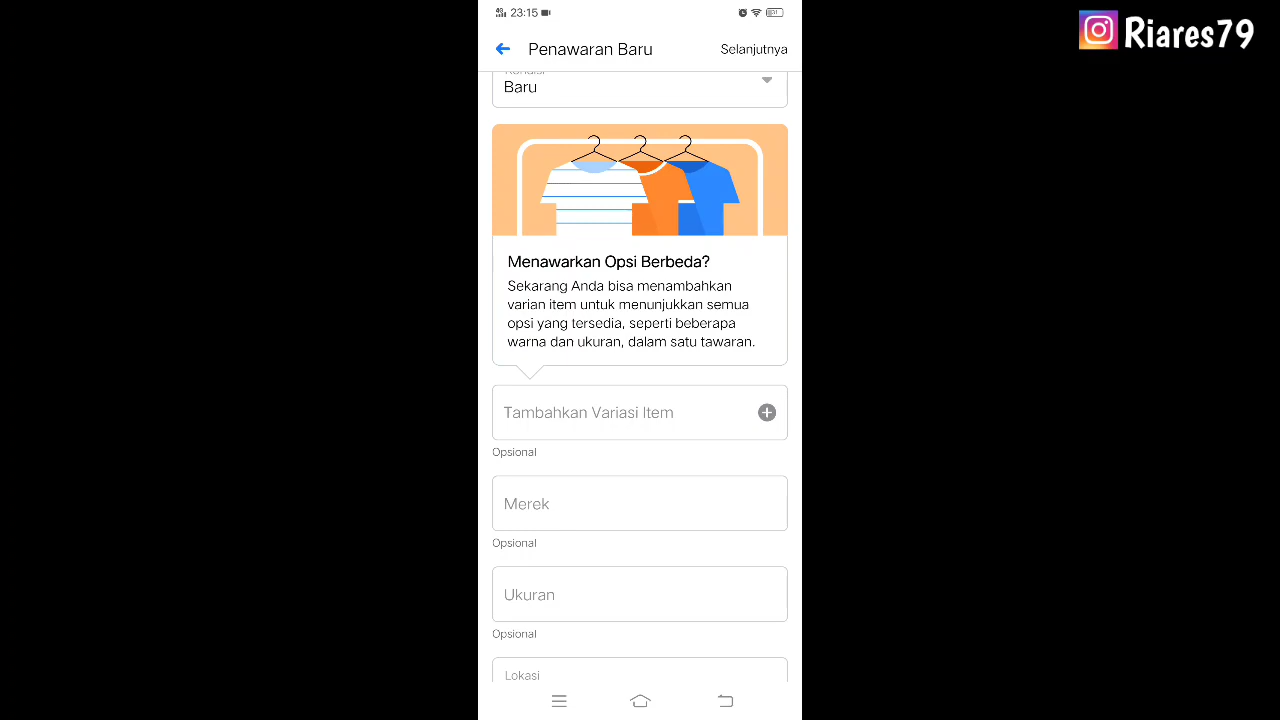 23:15
31
Riares79
Penawaran Baru
Selanjutnya
Kondisi
Baru
Menawarkan Opsi Berbeda?
Sekarang Anda bisa menambahkan
varian item untuk menunjukkan semua
opsi yang tersedia, seperti beberapa
warna dan ukuran, dalam satu tawaran.
Tambahkan Variasi Item
Opsional
Merek
Opsional
Ukuran
Opsional
Lokasi